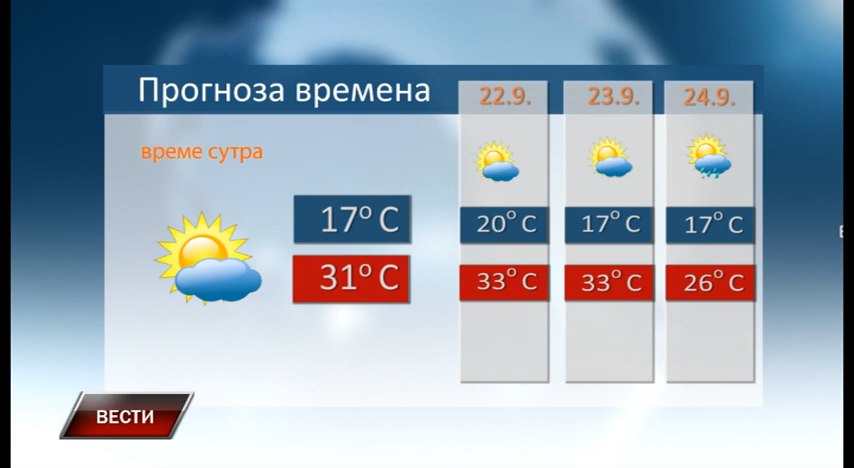 Прогноза времена
22.9.
23.9.
24.9.
време сутра
17° C
31° C
20° C
17° C
17° C
33° C
33° C
26° C
ВЕСТИ